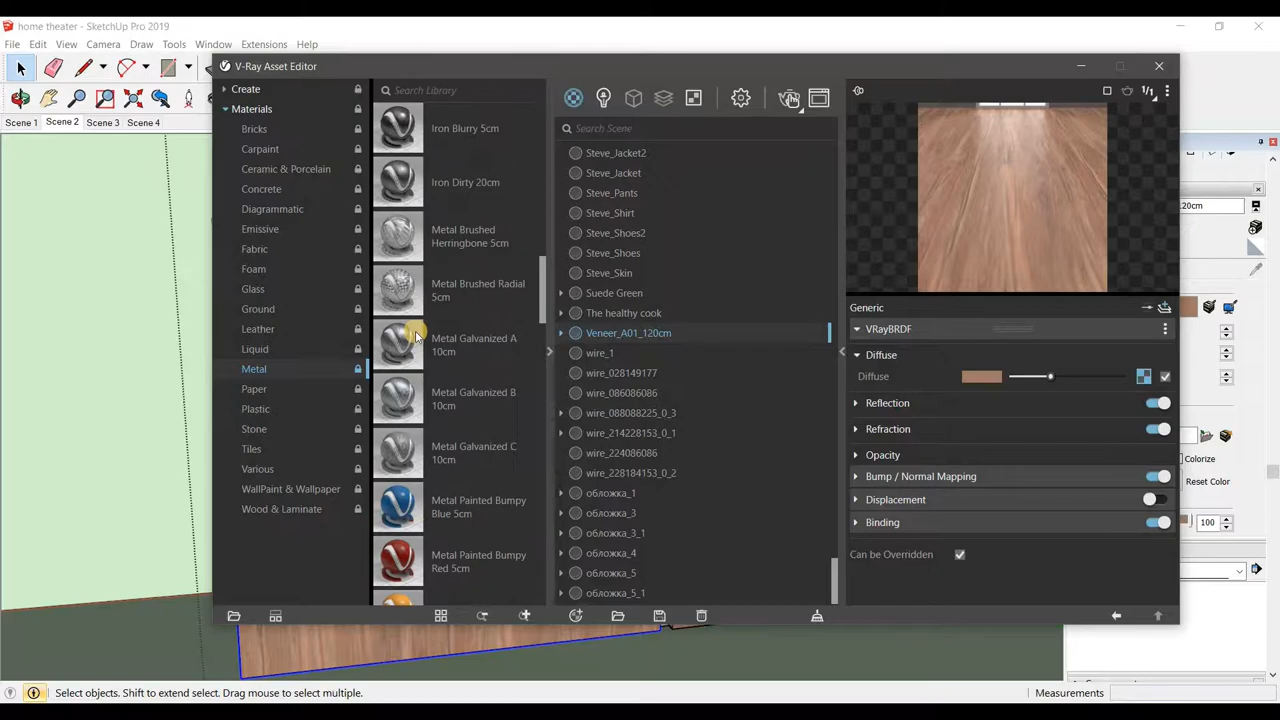 home theater - SketchUp Pro 2019
File Edit View Camera Draw Tools Window Extensions Help
Scene 1 Scene 2 Scene 3 Scene 4
V-Ray Asset Editor
Create
Materials
Bricks
Carpaint
Ceramic & Porcelain
Concrete
Diagrammatic
Emissive
Fabric
Foam
Glass
Ground
Leather
Liquid
Metal
Paper
Plastic
Stone
Tiles
Various
WallPaint & Wallpaper
Wood & Laminate
Search Library
Iron Blurry 5cm
Iron Dirty 20cm
Metal Brushed
Herringbone 5cm
Metal Brushed Radial
5cm
Metal Galvanized A
10cm
Metal Galvanized B
10cm
Metal Galvanized C
10cm
Metal Painted Bumpy
Blue 5cm
Metal Painted Bumpy
Red 5cm
Search Scene
Steve_Jacket2
Steve_Jacket
Steve_Pants
Steve_Shirt
Steve_Shoes2
Steve_Shoes
Steve_Skin
Suede Green
The healthy cook
Veneer_A01_120cm
wire_1
wire_028149177
wire_086086086
wire_088088225_0_3
wire_214228153_0_1
wire_224086086
wire_228184153_0_2
обложка_1
обложка_3
обложка_3_1
обложка_4
обложка_5
обложка_5_1
Generic
VRayBRDF
Diffuse
Diffuse
Reflection
Refraction
Opacity
Bump / Normal Mapping
Displacement
Binding
Can be Overridden
120cm
Colorize
Reset Color
100
Select objects. Shift to extend select. Drag mouse to select multiple.
Measurements